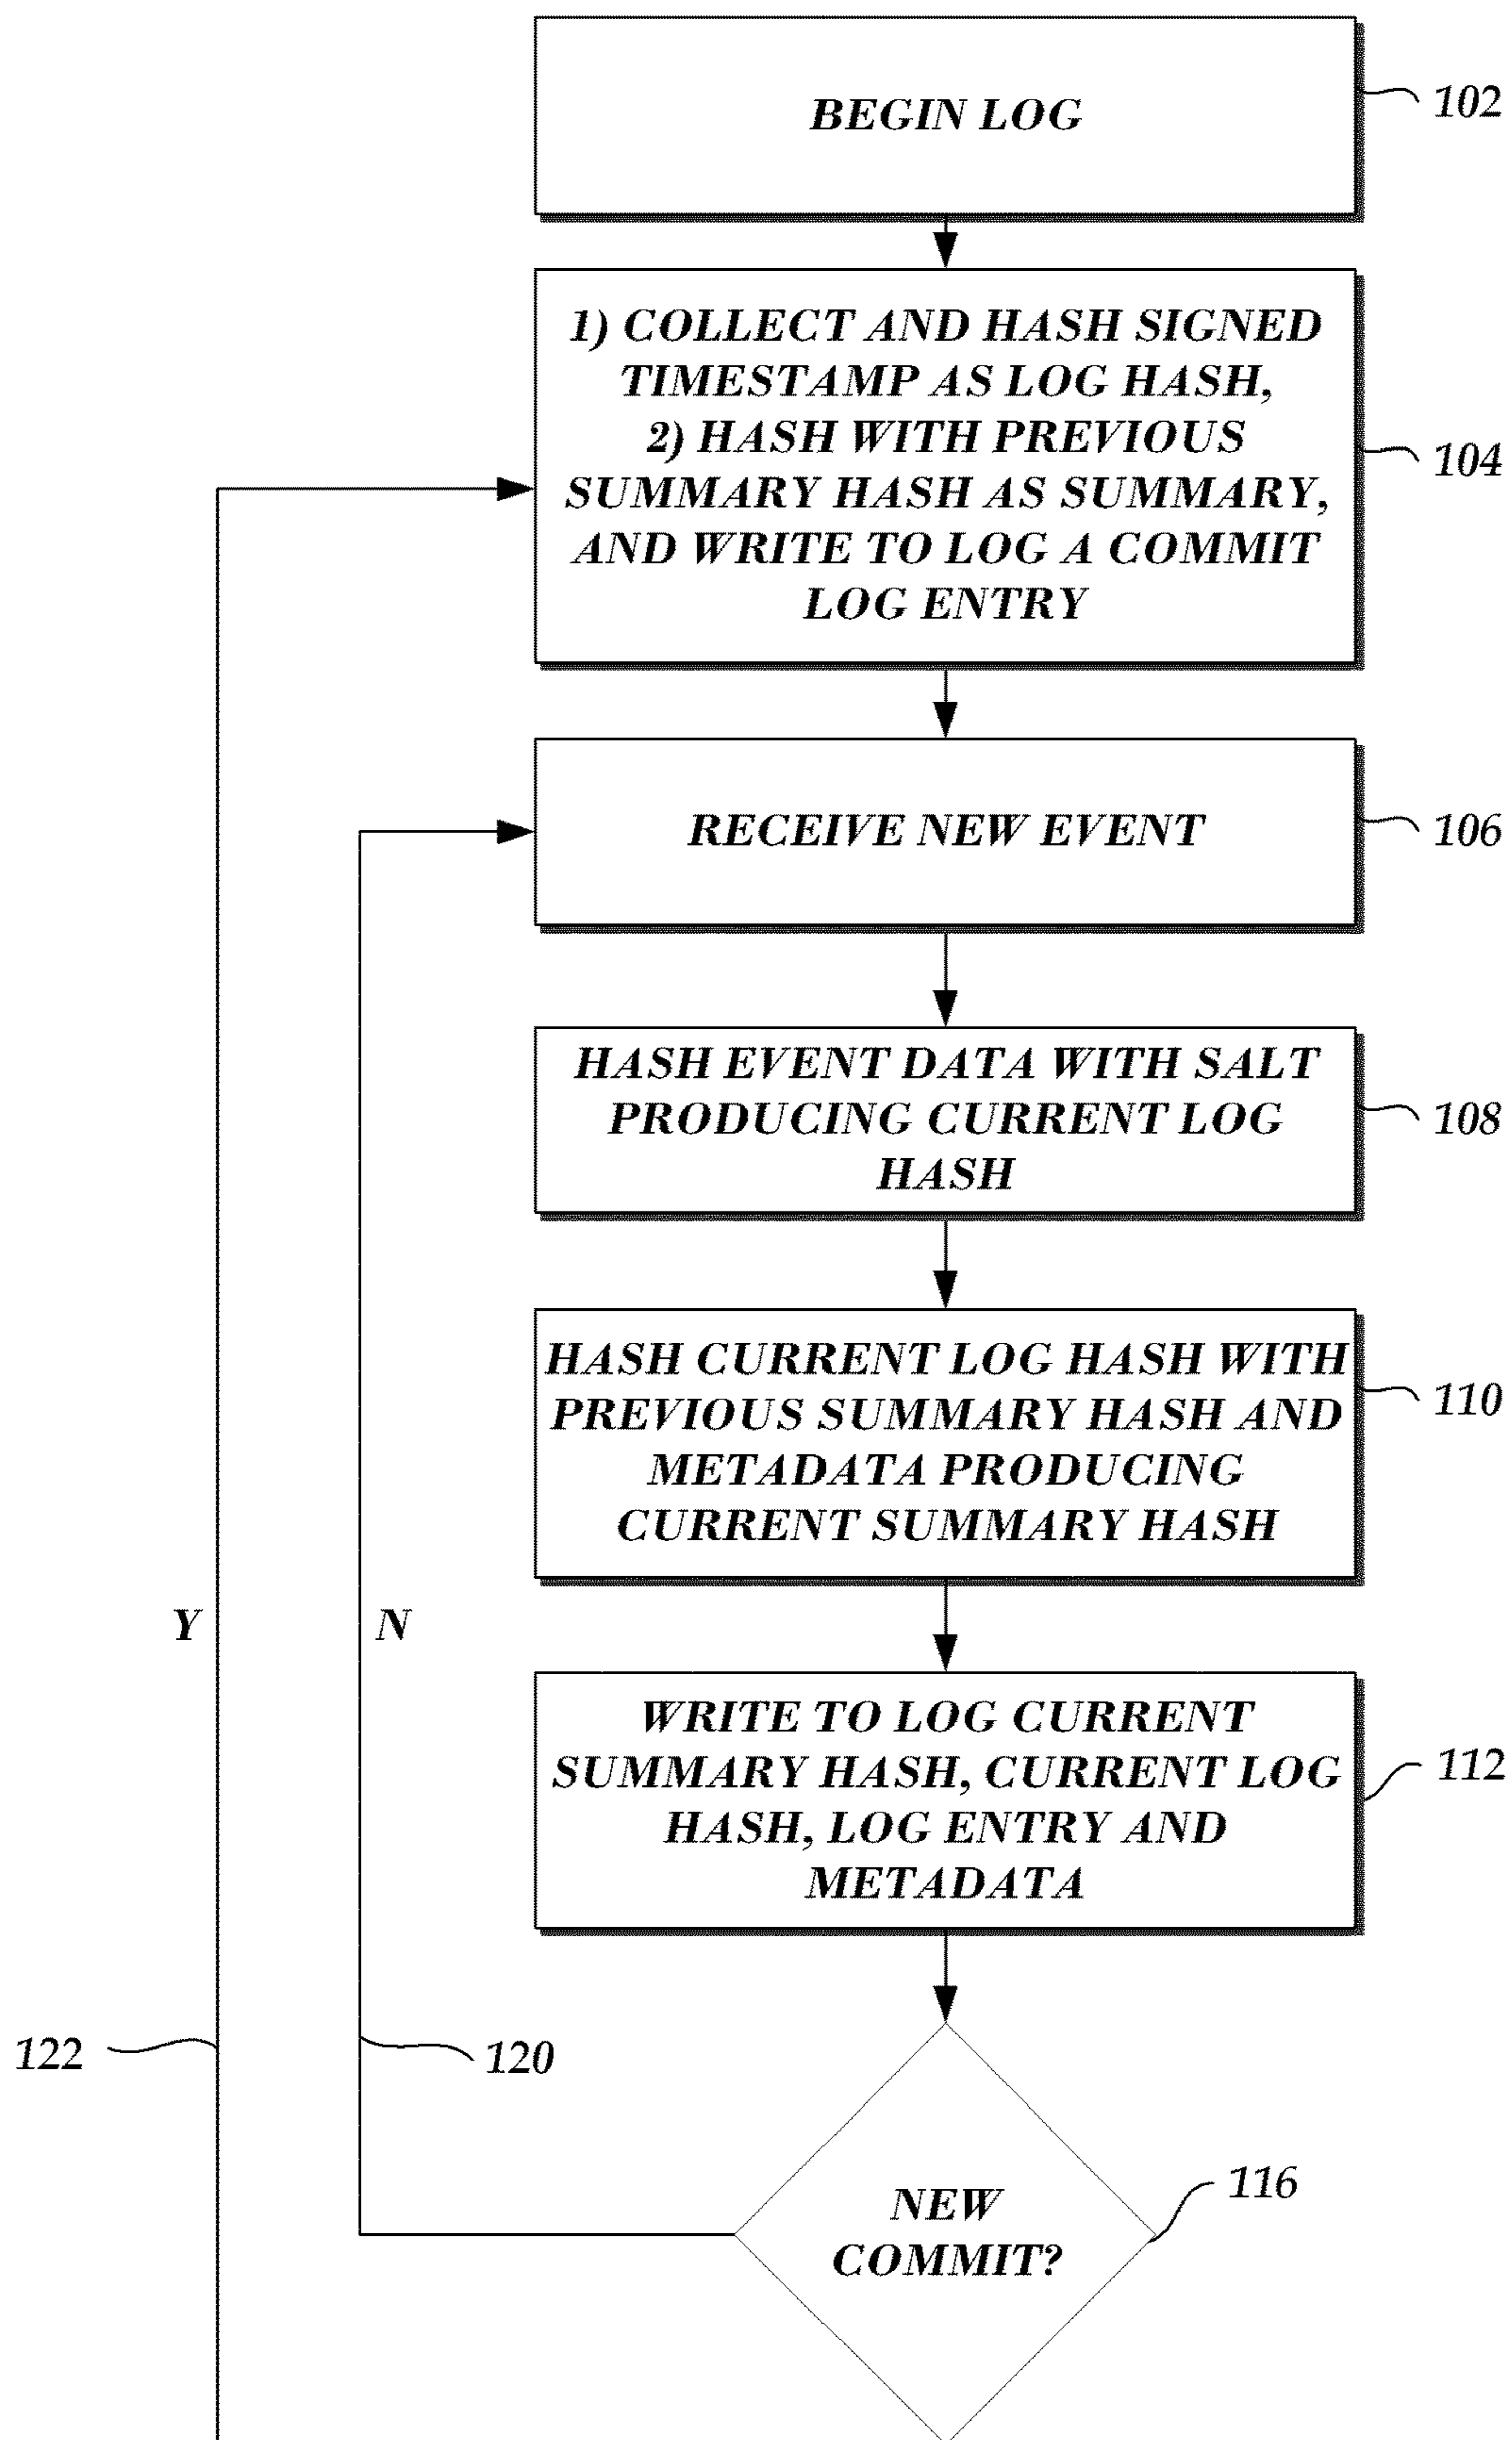 BEGIN LOG
102
1) COLLECT AND HASH SIGNED
TIMESTAMP AS LOG HASH,
2) HASH WITH PREVIOUS
SUMMARY HASH AS SUMMARY,
AND WRITE TO LOG A COMMIT
LOG ENTRY
104
RECEIVE NEW EVENT
106
HASH EVENT DATA WITH SALT
PRODUCING CURRENT LOG
HASH
108
HASH CURRENT LOG HASH WITH
PREVIOUS SUMMARY HASH AND
METADATA PRODUCING
CURRENT SUMMARY HASH
110
Y
N
WRITE TO LOG CURRENT
SUMMARY HASH, CURRENT LOG
HASH, LOG ENTRY AND
METADATA
112
122
120
NEW
COMMIT?
116